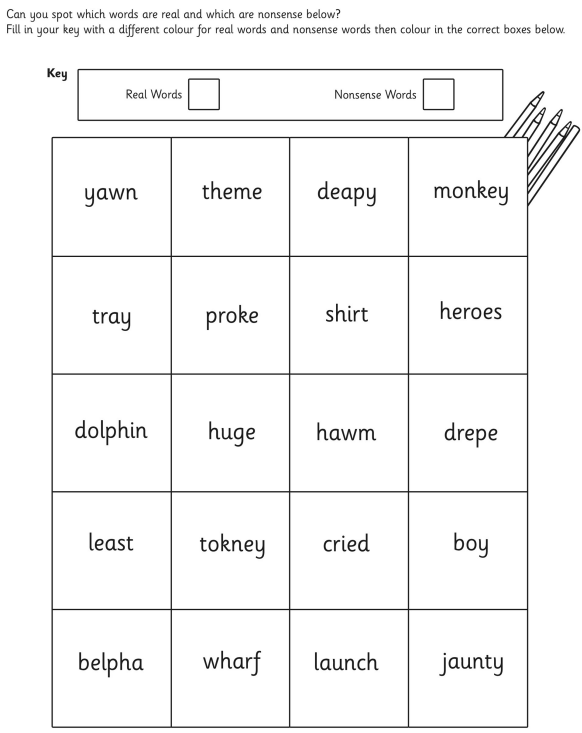 Can you spot which words are real and which are nonsense below?
Fill in your key with a different colour for real words and nonsense words then colour in the correct boxes below.
Key
Real Words Nonsense Words
yawn theme deapy monkey
tray proke shirt heroes
dolphin huge hawm drepe
least tokney cried boy
belpha wharf launch jaunty